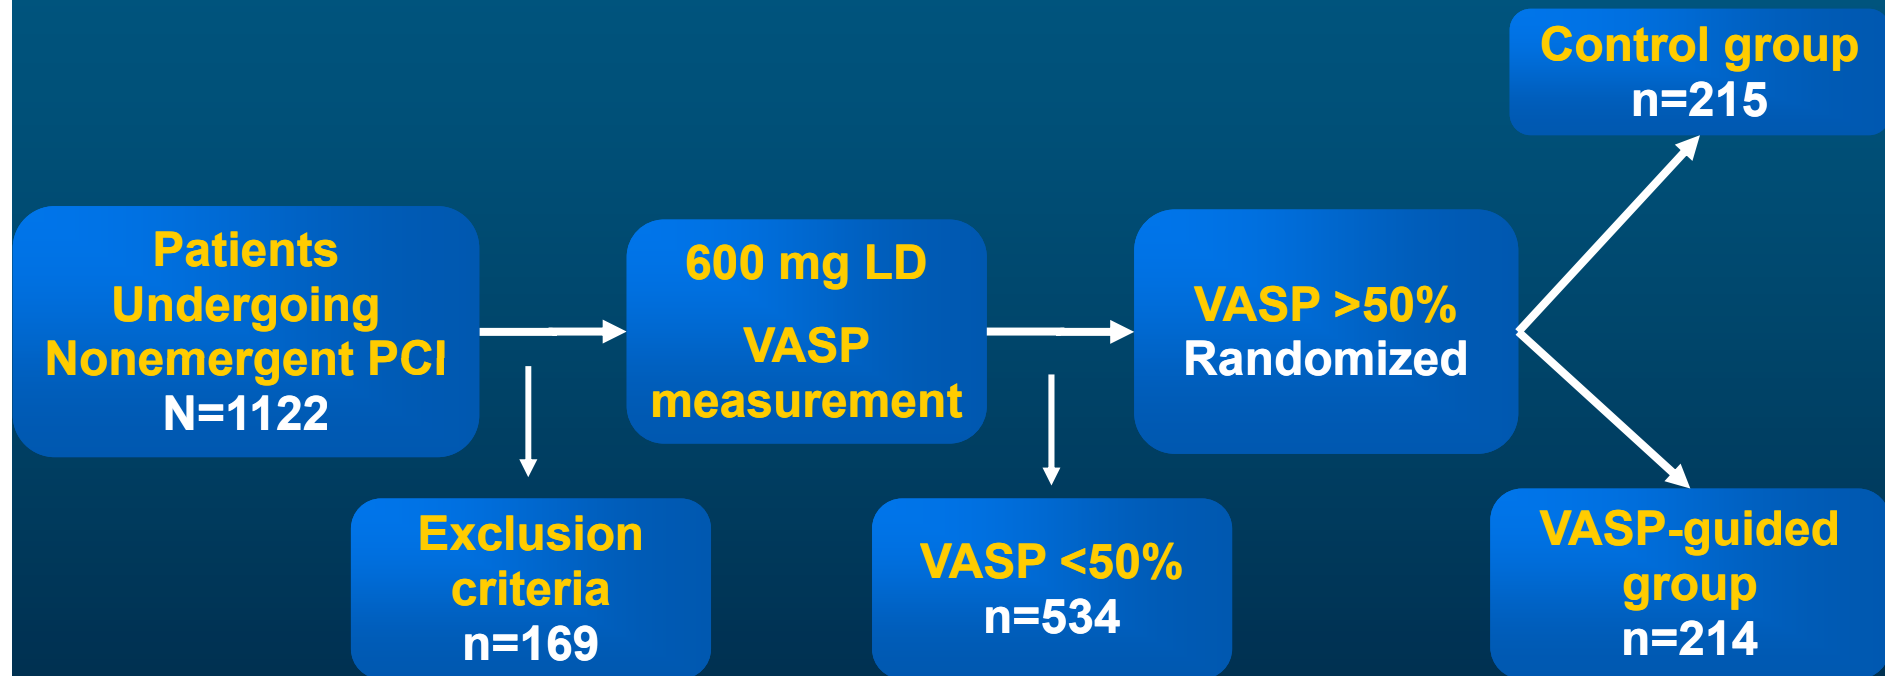 Control group
n=215
Patients
Undergoing
Nonemergent PCI
N=1122
600 mg LD
VASP
measurement
VASP >50%
Randomized
Exclusion
criteria
n=169
VASP <50%
n=534
VASP-guided
group
n=214